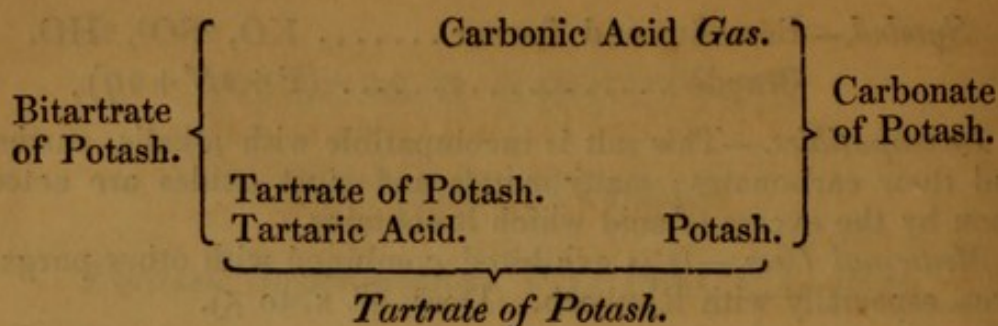 Carbonic Acid Gas.
Bitartrate
of Potash.
Carbonate
of Potash.
Tartrate of Potash.
Tartaric Acid. Potash.
Tartrate of Potash.